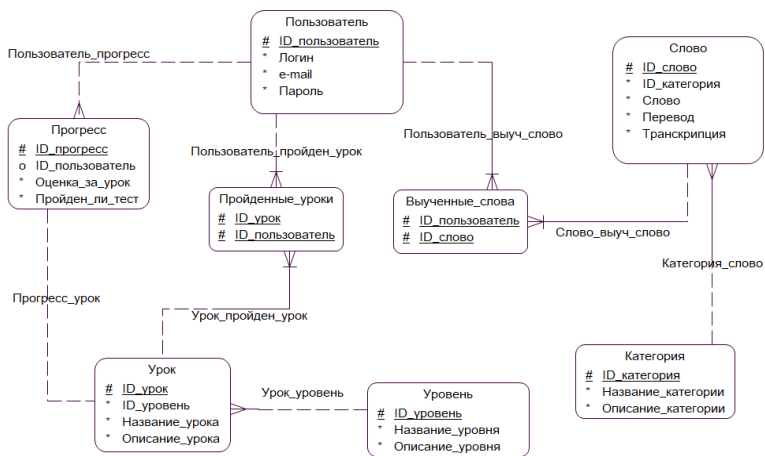 Пользователь
# ID_пользователь
* Логин
* e-mail
* Пароль
Пользователь_прогресс
Слово
# ID_слово
* ID_категория
* Слово
* Перевод
* Транскрипция
Прогресс
# ID_прогресс
o ID_пользователь
* Оценка_за_урок
* Пройден_ли_тест
Пользователь_пройден_урок
Пользователь_выуч_слово
Пройденные_уроки
# ID_урок
# ID_пользователь
Выученные_слова
# ID_пользователь
# ID_слово
Слово_выуч_слово
Категория_слово
Прогресс_урок
Урок_пройден_урок
Урок
# ID_урок
* ID_уровень
* Название_урока
* Описание_урока
Урок_уровень
Уровень
# ID_уровень
* Название_уровня
* Описание_уровня
Категория
# ID_категория
* Название_категории
* Описание_категории